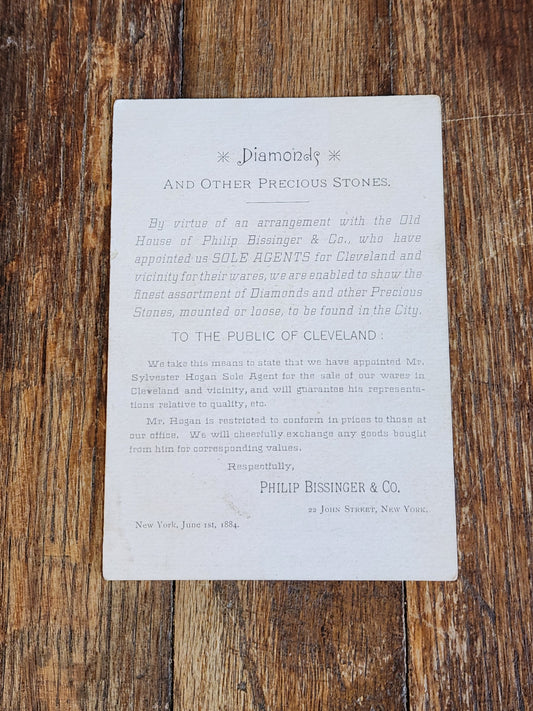 Diamonds
AND OTHER PRECIOUS STONES.
By virtue of an arrangement with the Old
House of Philip Bissinger & Co., who have
appointed us SOLE AGENTS for Cleveland and
vicinity for their wares, we are enabled to show the
finest assortment of Diamonds and other Precious
Stones, mounted or loose, to be found in the City.
TO THE PUBLIC OF CLEVELAND:
We take this means to state that we have appointed Mr.
Sylvester Hogan Sole Agent for the sale of our wares in
Cleveland and vicinity, and will guarantee his representa-
tions relative to quality, etc.
Mr. Hogan is restricted to conform in prices to those at
our office. We will cheerfully exchange any goods bought
from him for corresponding values.
Respectfully,
PHILIP BISSINGER & CO.
22 JOHN STREET, NEW YORK.
New York, June 1st, 1884.